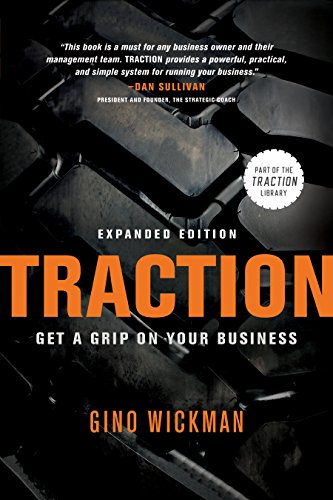 "This book is a must for any business owner and their
management team. TRACTION provides a powerful, practical,
and simple system for running your business."
–DAN SULLIVAN
PRESIDENT AND FOUNDER, THE STRATEGIC COACH
PART OF THE
TRACTION
LIBRARY
EXPANDED EDITION
TRACTION
GET A GRIP ON YOUR BUSINESS
GINO WICKMAN